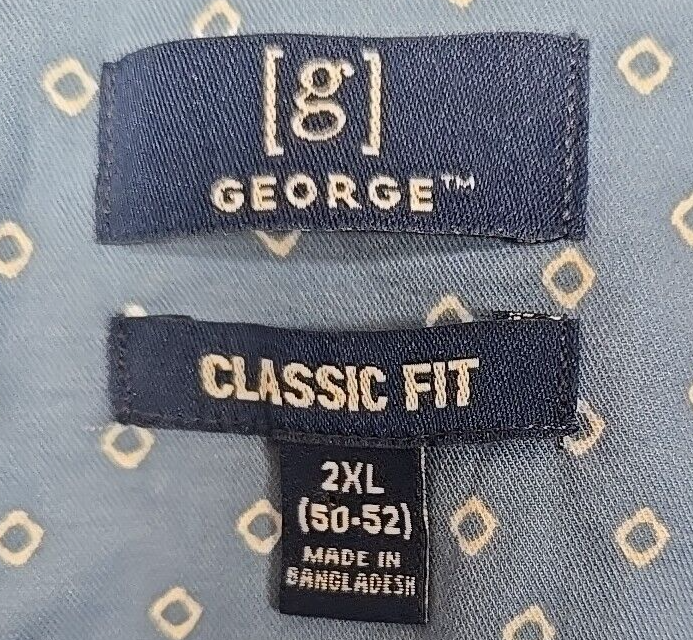 [g]
GEORGE™
CLASSIC FIT
2XL
(50-52)
MADE IN
BANGLADESH